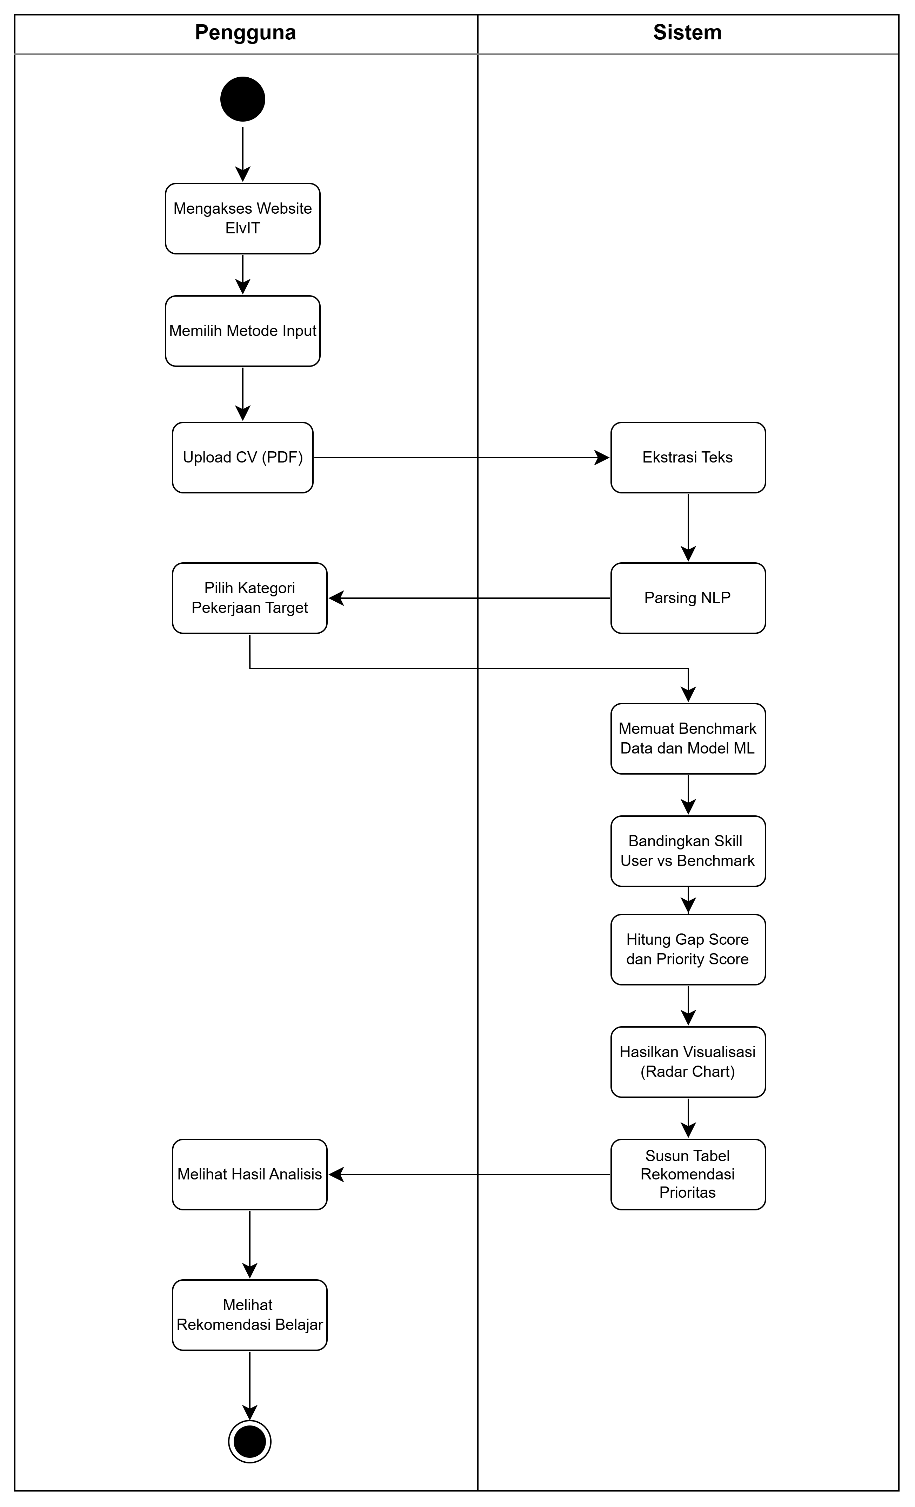 Pengguna
Sistem
Mengakses Website
ElvIT
Memilih Metode Input
Upload CV (PDF)
Ekstrasi Teks
Pilih Kategori
Pekerjaan Target
Parsing NLP
Memuat Benchmark
Data dan Model ML
Bandingkan Skill
User vs Benchmark
Hitung Gap Score
dan Priority Score
Hasilkan Visualisasi
(Radar Chart)
Melihat Hasil Analisis
Susun Tabel
Rekomendasi
Prioritas
Melihat
Rekomendasi Belajar